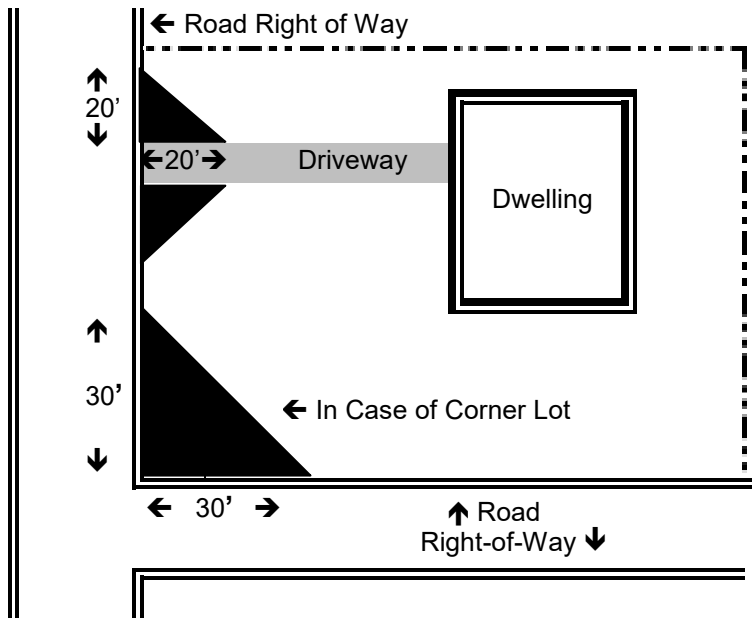 ← Road Right of Way
20’
←20’→ Driveway
Dwelling
30’
← In Case of Corner Lot
← 30’ →
↑ Road
Right-of-Way ↓